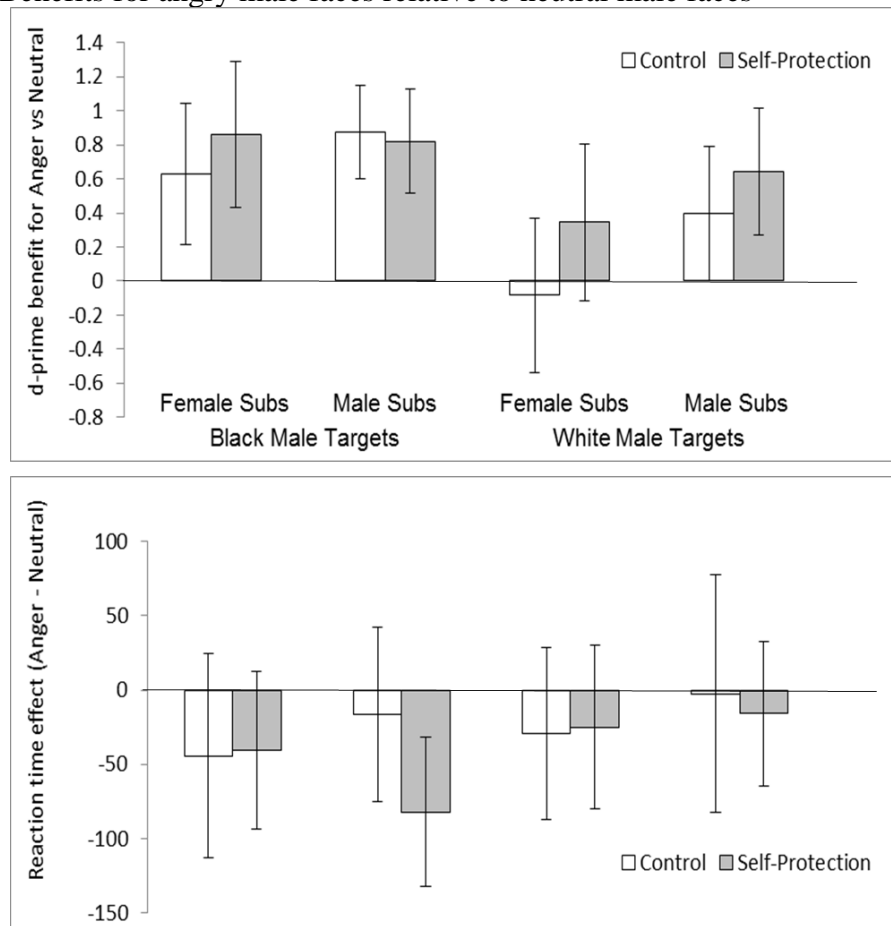 Benefits for angry male faces relative to neutral male faces
d-prime benefit for Anger vs Neutral
1.4
1.2
1
0.8
0.6
0.4
0.2
0
-0.2
-0.4
-0.6
-0.8
Control Self-Protection
Female Subs Male Subs Female Subs Male Subs
Black Male Targets White Male Targets
Reaction time effect (Anger - Neutral)
100
50
0
-50
-100
-150
Control Self-Protection